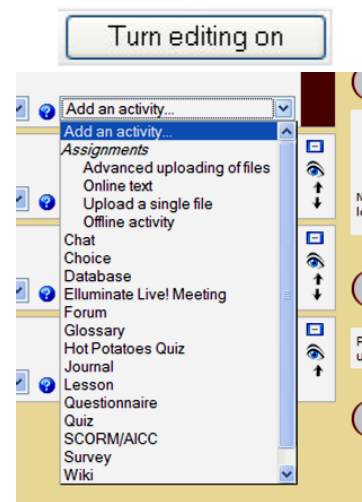 Turn editing on
Add an activity...
Add an activity...
Assignments
Advanced uploading of files
Online text
Upload a single file
Offline activity
Chat
Choice
Database
Elluminate Live! Meeting
Forum
Glossary
Hot Potatoes Quiz
Journal
Lesson
Questionnaire
Quiz
SCORM/AICC
Survey
Wiki